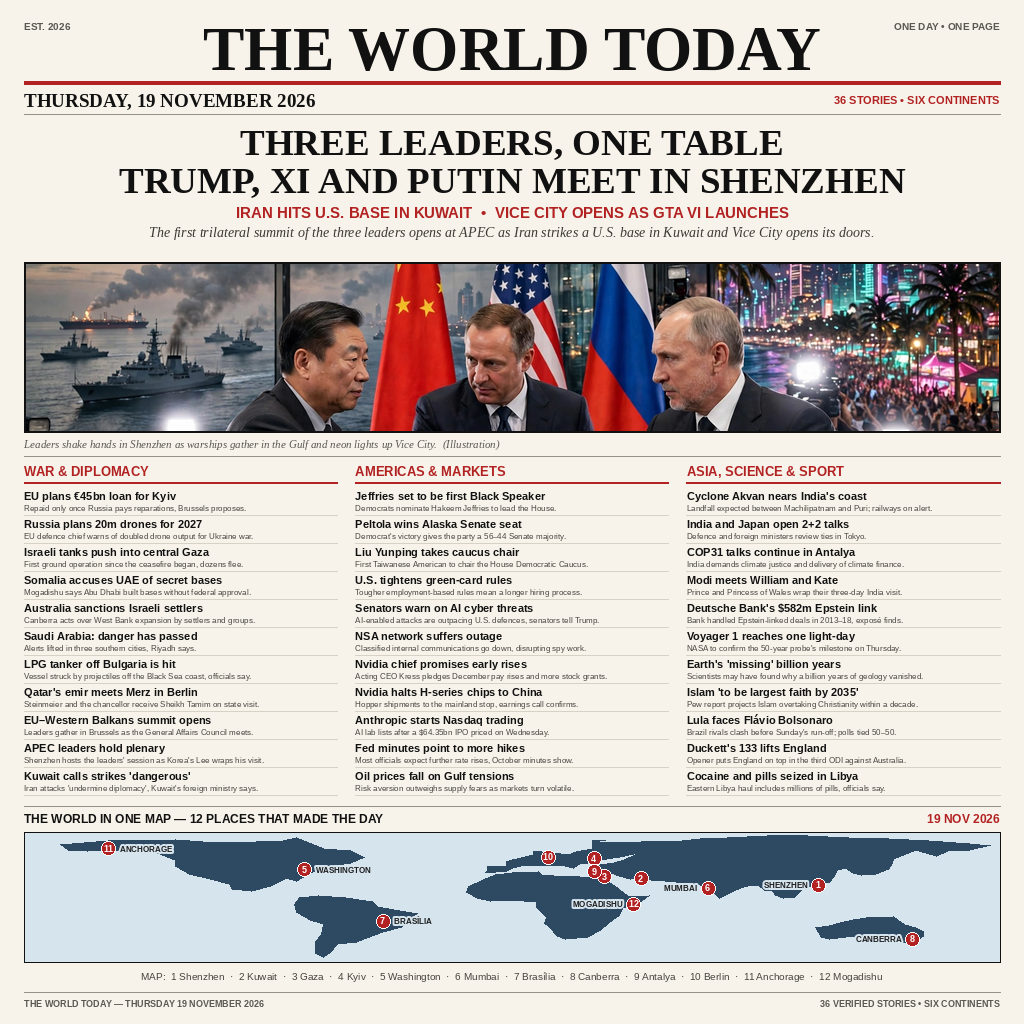 EST. 2026
THE WORLD TODAY
ONE DAY • ONE PAGE
THURSDAY, 19 NOVEMBER 2026
36 STORIES • SIX CONTINENTS
THREE LEADERS, ONE TABLE
TRUMP, XI AND PUTIN MEET IN SHENZHEN
IRAN HITS U.S. BASE IN KUWAIT • VICE CITY OPENS AS GTA VI LAUNCHES
The first trilateral summit of the three leaders opens at APEC as Iran strikes a U.S. base in Kuwait and Vice City opens its doors.
Leaders shake hands in Shenzhen as warships gather in the Gulf and neon lights up Vice City. (Illustration)
WAR & DIPLOMACY
EU plans €45bn loan for Kyiv
Repaid only once Russia pays reparations, Brussels proposes.
Russia plans 20m drones for 2027
EU defence chief warns of doubled drone output for Ukraine war.
Israeli tanks push into central Gaza
First ground operation since the ceasefire began, dozens flee.
Somalia accuses UAE of secret bases
Mogadishu says Abu Dhabi built bases without federal approval.
Australia sanctions Israeli settlers
Canberra acts over West Bank expansion by settlers and groups.
Saudi Arabia: danger has passed
Alerts lifted in three southern cities, Riyadh says.
LPG tanker off Bulgaria is hit
Vessel struck by projectiles off the Black Sea coast, officials say.
Qatar's emir meets Merz in Berlin
Steinmeier and the chancellor receive Sheikh Tamim on state visit.
EU–Western Balkans summit opens
Leaders gather in Brussels as the General Affairs Council meets.
APEC leaders hold plenary
Shenzhen hosts the leaders' session as Korea's Lee wraps his visit.
Kuwait calls strikes 'dangerous'
Iran attacks 'undermine diplomacy', Kuwait's foreign ministry says.
AMERICAS & MARKETS
Jeffries set to be first Black Speaker
Democrats nominate Hakeem Jeffries to lead the House.
Peltola wins Alaska Senate seat
Democrat's victory gives the party a 56–44 Senate majority.
Liu Yunping takes caucus chair
First Taiwanese American to chair the House Democratic Caucus.
U.S. tightens green-card rules
Tougher employment-based rules mean a longer hiring process.
Senators warn on AI cyber threats
AI-enabled attacks are outpacing U.S. defences, senators tell Trump.
NSA network suffers outage
Classified internal communications go down, disrupting spy work.
Nvidia chief promises early rises
Acting CEO Kress pledges December pay rises and more stock grants.
Nvidia halts H-series chips to China
Hopper shipments to the mainland stop, earnings call confirms.
Anthropic starts Nasdaq trading
AI lab lists after a $64.35bn IPO priced on Wednesday.
Fed minutes point to more hikes
Most officials expect further rate rises, October minutes show.
Oil prices fall on Gulf tensions
Risk aversion outweighs supply fears as markets turn volatile.
ASIA, SCIENCE & SPORT
Cyclone Akvan nears India's coast
Landfall expected between Machilipatnam and Puri; railways on alert.
India and Japan open 2+2 talks
Defence and foreign ministers review ties in Tokyo.
COP31 talks continue in Antalya
India demands climate justice and delivery of climate finance.
Modi meets William and Kate
Prince and Princess of Wales wrap their three-day India visit.
Deutsche Bank's $582m Epstein link
Bank handled Epstein-linked deals in 2013–18, exposé finds.
Voyager 1 reaches one light-day
NASA to confirm the 50-year probe's milestone on Thursday.
Earth's 'missing' billion years
Scientists may have found why a billion years of geology vanished.
Islam 'to be largest faith by 2035'
Pew report projects Islam overtaking Christianity within a decade.
Lula faces Flávio Bolsonaro
Brazil rivals clash before Sunday's run-off; polls tied 50–50.
Duckett's 133 lifts England
Opener puts England on top in the third ODI against Australia.
Cocaine and pills seized in Libya
Eastern Libya haul includes millions of pills, officials say.
THE WORLD IN ONE MAP — 12 PLACES THAT MADE THE DAY
19 NOV 2026
11 ANCHORAGE
10
4
5 WASHINGTON
9
3
2
MUMBAI 6
SHENZHEN 1
MOGADISHU 12
7 BRASÍLIA
CANBERRA 8
MAP: 1 Shenzhen · 2 Kuwait · 3 Gaza · 4 Kyiv · 5 Washington · 6 Mumbai · 7 Brasília · 8 Canberra · 9 Antalya · 10 Berlin · 11 Anchorage · 12 Mogadishu
THE WORLD TODAY — THURSDAY 19 NOVEMBER 2026
36 VERIFIED STORIES • SIX CONTINENTS